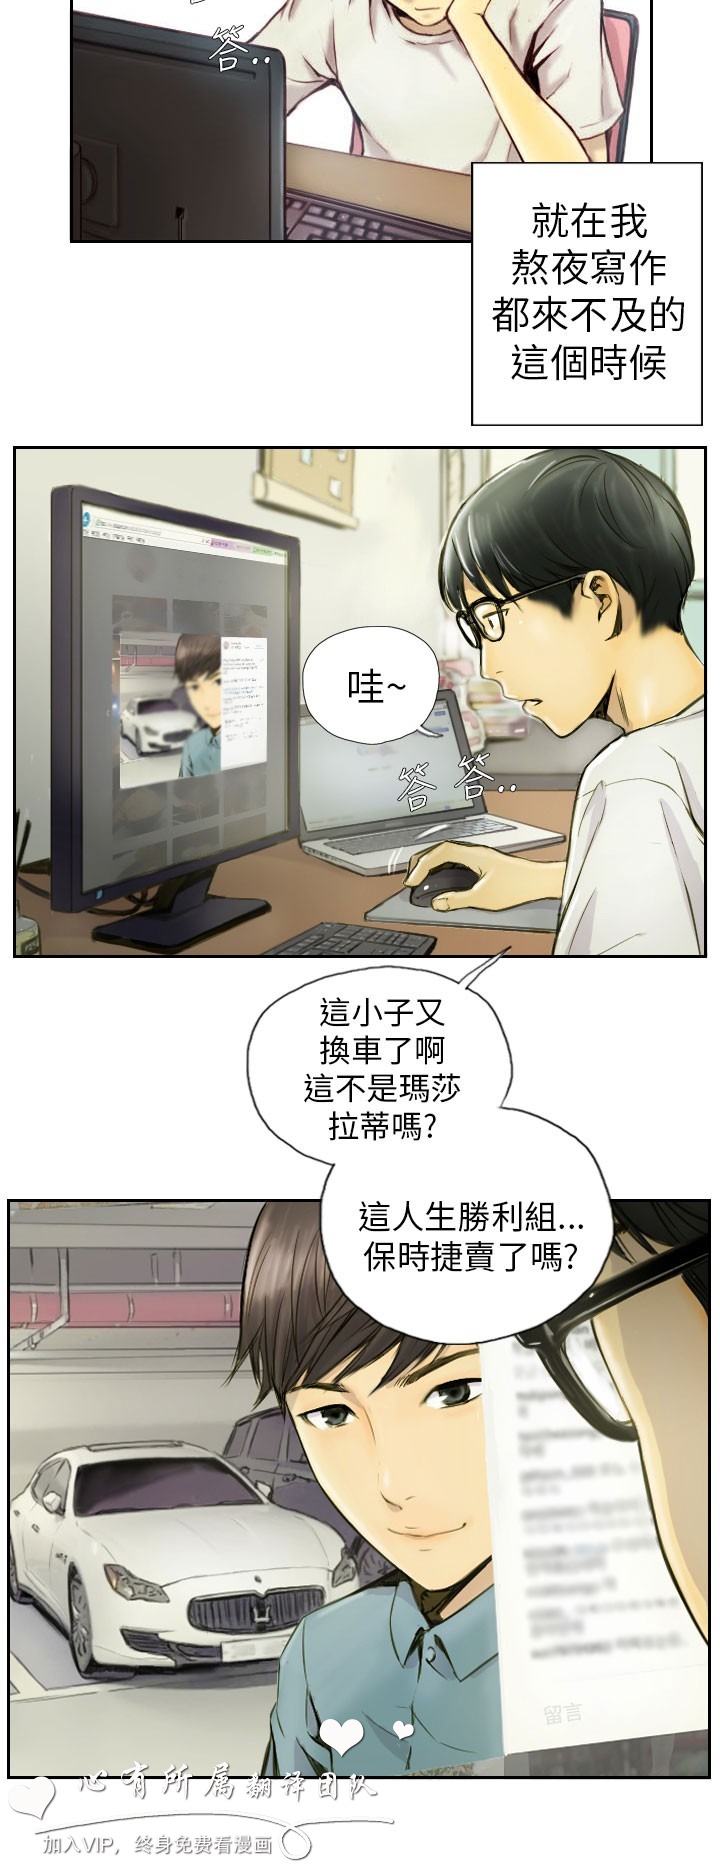 答..
就在我
熬夜寫作
都來不及的
這個時候
哇~
答 答..
這小子又
換車了啊
這不是瑪莎
拉蒂嗎?
這人生勝利組...
保時捷賣了嗎?
留言
心有所属翻译团队
加入VIP，终身免费看漫画